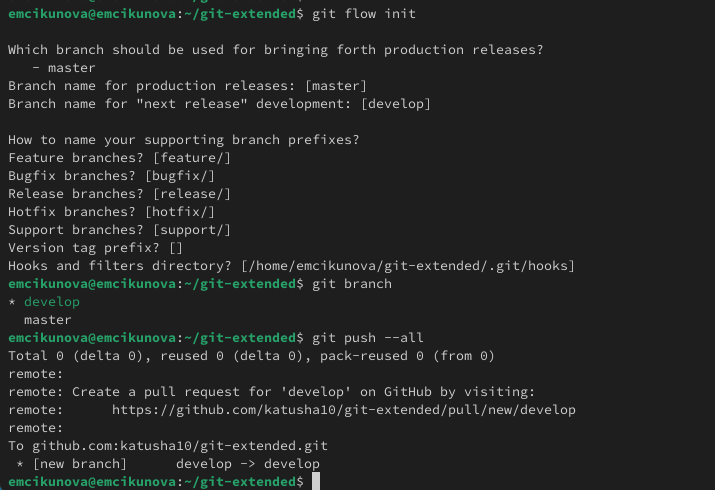 emcikunova@emcikunova:~/git-extended$ git flow init
Which branch should be used for bringing forth production releases?
   - master
Branch name for production releases: [master]
Branch name for "next release" development: [develop]
How to name your supporting branch prefixes?
Feature branches? [feature/]
Bugfix branches? [bugfix/]
Release branches? [release/]
Hotfix branches? [hotfix/]
Support branches? [support/]
Version tag prefix? []
Hooks and filters directory? [/home/emcikunova/git-extended/.git/hooks]
emcikunova@emcikunova:~/git-extended$ git branch
* develop
  master
emcikunova@emcikunova:~/git-extended$ git push --all
Total 0 (delta 0), reused 0 (delta 0), pack-reused 0 (from 0)
remote:
remote: Create a pull request for 'develop' on GitHub by visiting:
remote:      https://github.com/katusha10/git-extended/pull/new/develop
remote:
To github.com:katusha10/git-extended.git
 * [new branch]      develop -> develop
emcikunova@emcikunova:~/git-extended$